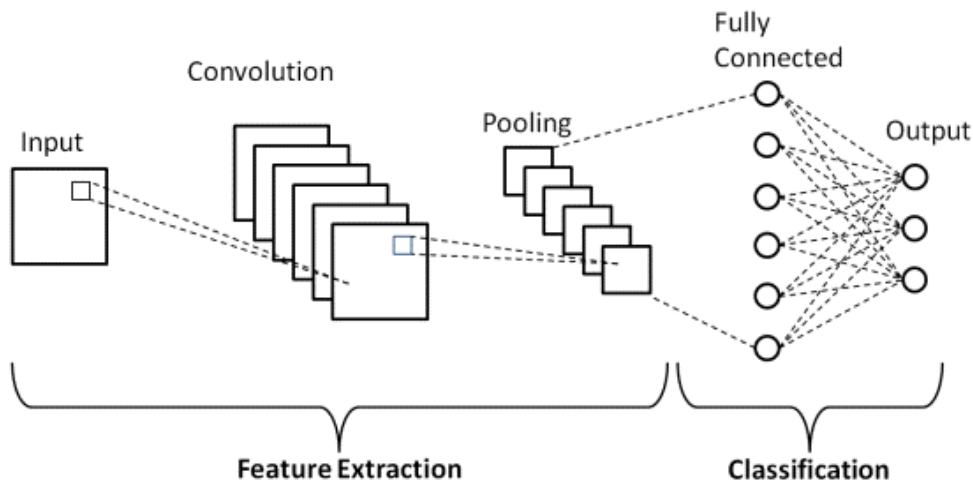 Input
Convolution
Pooling
Fully
Connected
Output
Feature Extraction
Classification